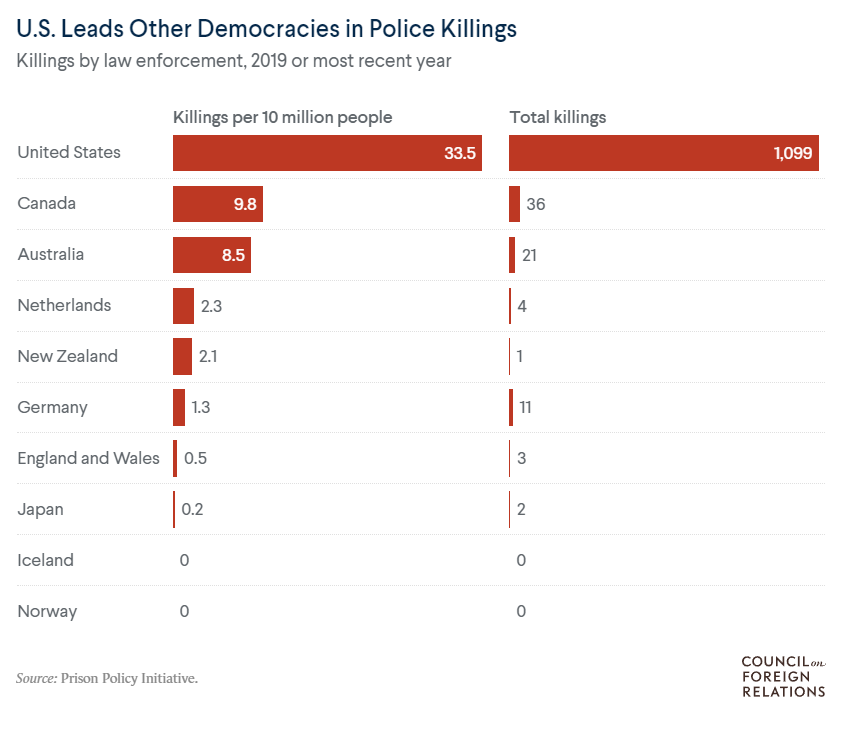 U.S. Leads Other Democracies in Police Killings
Killings by law enforcement, 2019 or most recent year
Killings per 10 million people Total killings
United States 33.5 1,099
Canada 9.8 36
Australia 8.5 21
Netherlands 2.3 4
New Zealand 2.1 1
Germany 1.3 11
England and Wales 0.5 3
Japan 0.2 2
Iceland 0 0
Norway 0 0
Source: Prison Policy Initiative.
COUNCIL on
FOREIGN
RELATIONS